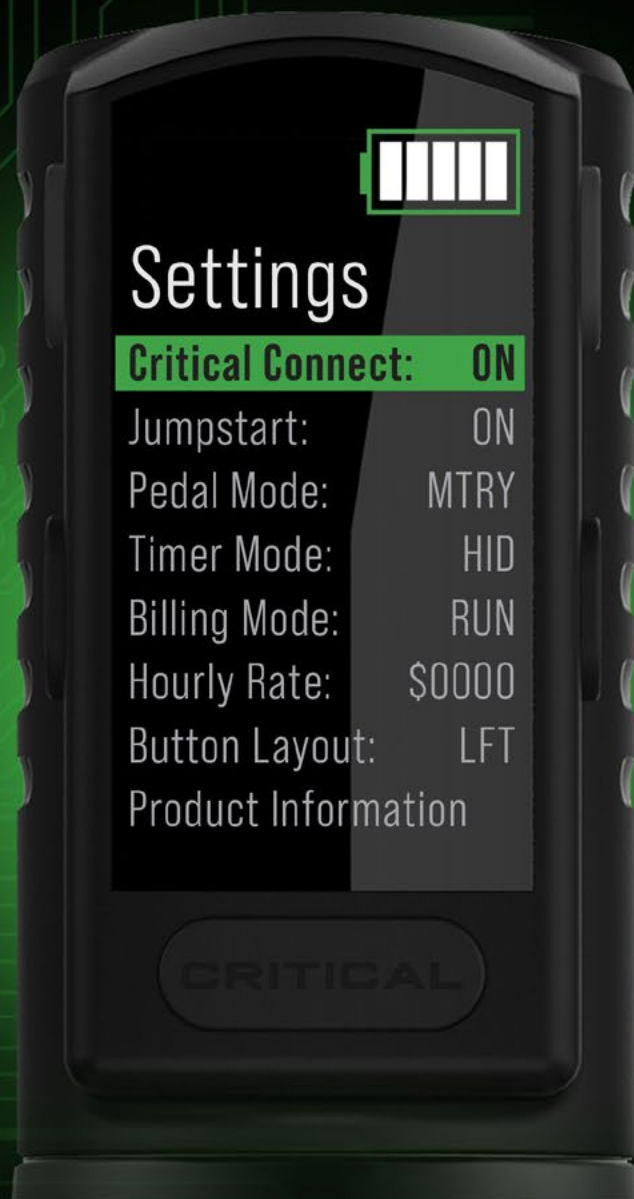 Settings
Critical Connect: ON
Jumpstart: ON
Pedal Mode: MTRY
Timer Mode: HID
Billing Mode: RUN
Hourly Rate: $0000
Button Layout: LFT
Product Information
CRITICAL